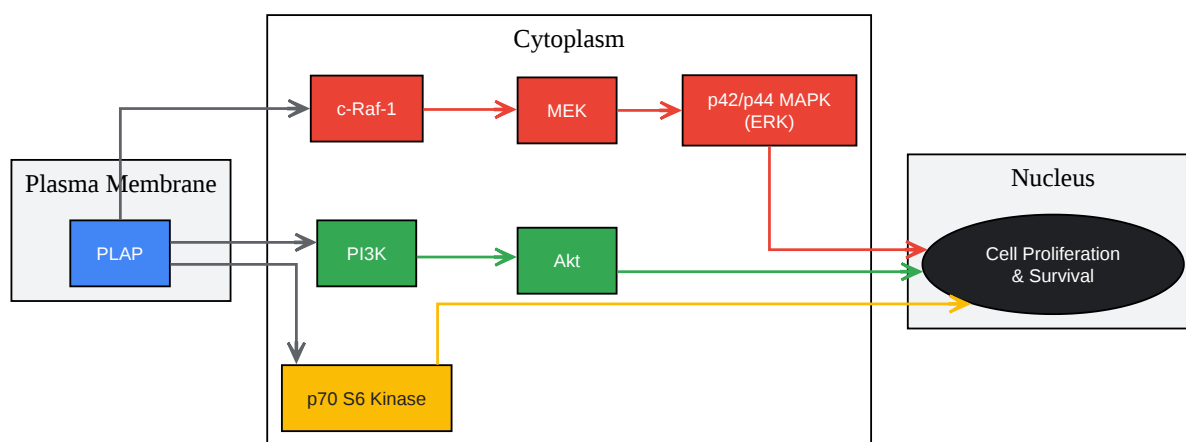 Cytoplasm
c-Raf-1
MEK
p42/p44 MAPK
(ERK)
Plasma Membrane
PLAP
PI3K
Akt
p70 S6 Kinase
Nucleus
Cell Proliferation
& Survival